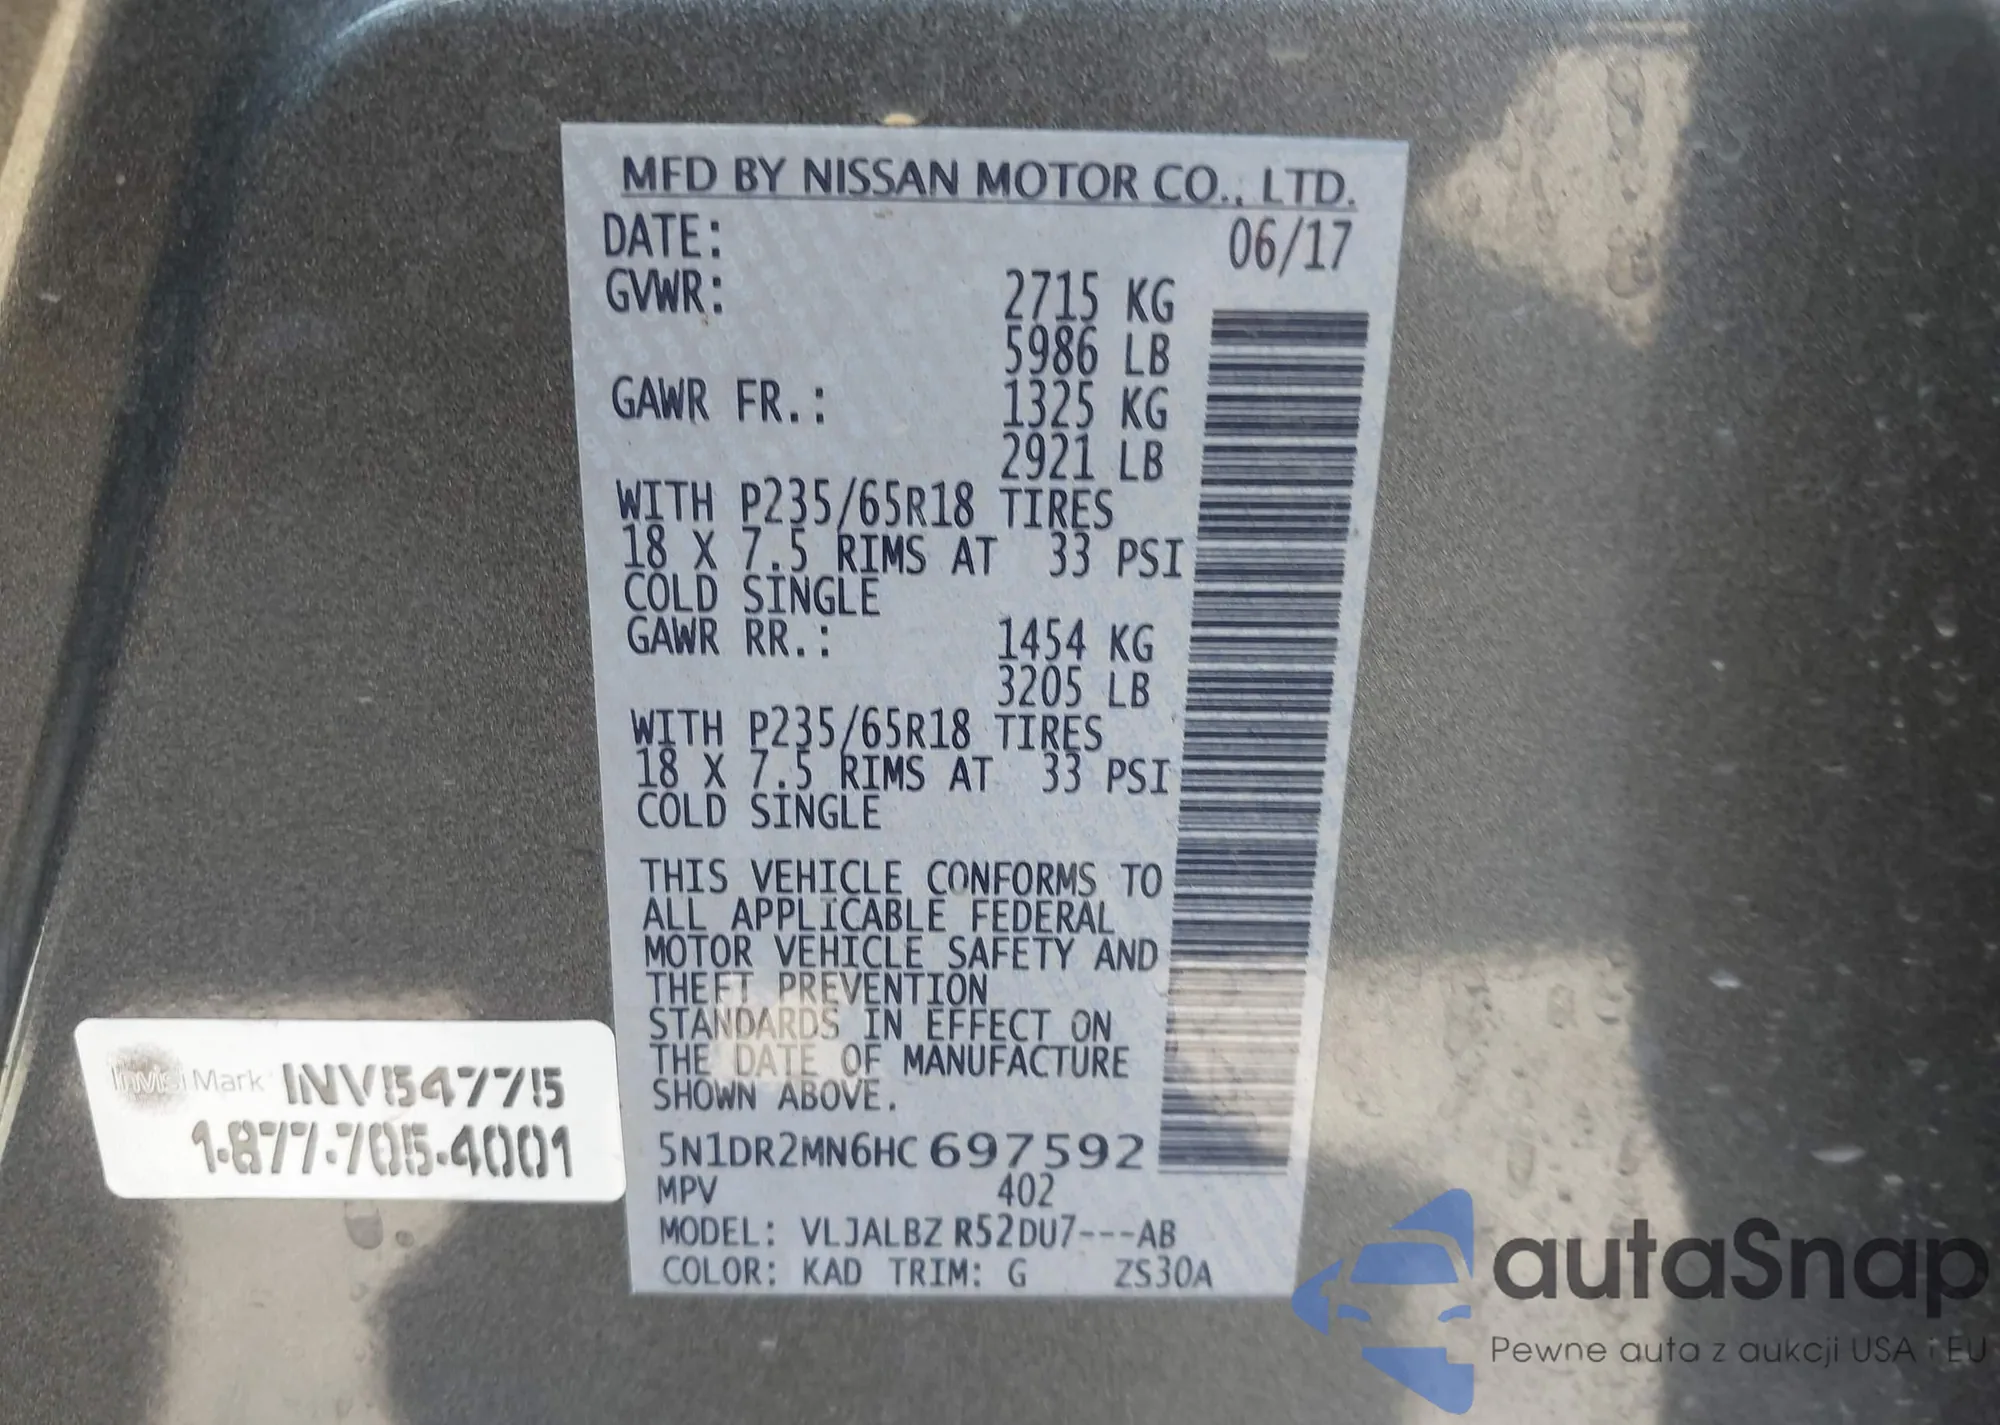 MFD BY NISSAN MOTOR CO., LTD.
DATE: 06/17
GVWR: 2715 KG
5986 LB
GAWR FR.: 1325 KG
2921 LB
WITH P235/65R18 TIRES
18 X 7.5 RIMS AT 33 PSI
COLD SINGLE
GAWR RR.: 1454 KG
3205 LB
WITH P235/65R18 TIRES
18 X 7.5 RIMS AT 33 PSI
COLD SINGLE
THIS VEHICLE CONFORMS TO
ALL APPLICABLE FEDERAL
MOTOR VEHICLE SAFETY AND
THEFT PREVENTION
STANDARDS IN EFFECT ON
THE DATE OF MANUFACTURE
SHOWN ABOVE.
5N1DR2MN6HC697592
MPV 402
MODEL: VLJALBZ R52DU7---AB
COLOR: KAD TRIM: G ZS30A
InvisiMark INV154775
1-877-705-4001
autaSnap
Pewne auta z aukcji USA i EU